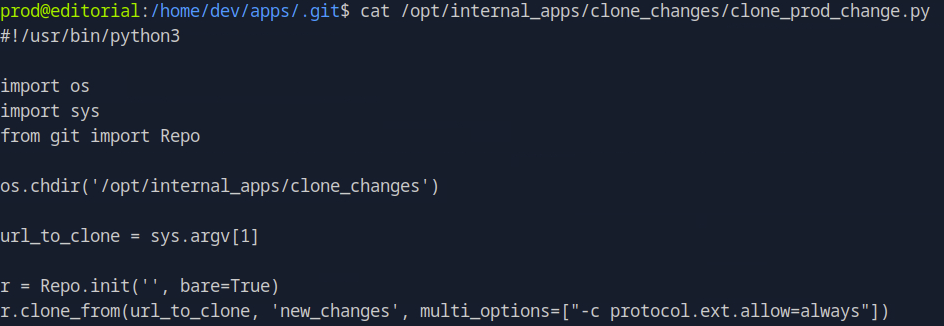 prod@editorial:/home/dev/apps/.git$ cat /opt/internal_apps/clone_changes/clone_prod_change.py
#!/usr/bin/python3
import os
import sys
from git import Repo
os.chdir('/opt/internal_apps/clone_changes')
url_to_clone = sys.argv[1]
r = Repo.init('', bare=True)
r.clone_from(url_to_clone, 'new_changes', multi_options=["-c protocol.ext.allow=always"])